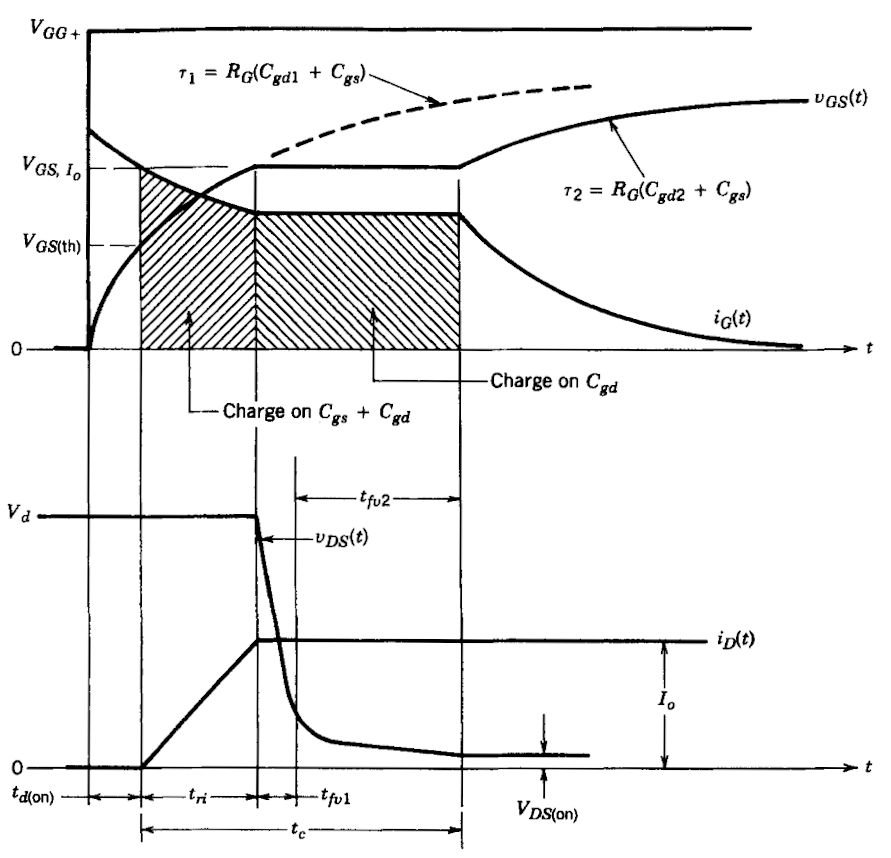 V_{GG+}
τ_1 = R_G(C_{gd1} + C_{gs})
v_{GS}(t)
V_{GS, I_o}
τ_2 = R_G(C_{gd2} + C_{gs})
V_{GS(th)}
i_G(t)
0
t
Charge on C_{gd}
Charge on C_{gs} + C_{gd}
t_{fv2}
V_d
v_{DS}(t)
i_D(t)
I_o
0
t
t_{d(on)}
t_{ri}
t_{fv1}
V_{DS(on)}
t_c